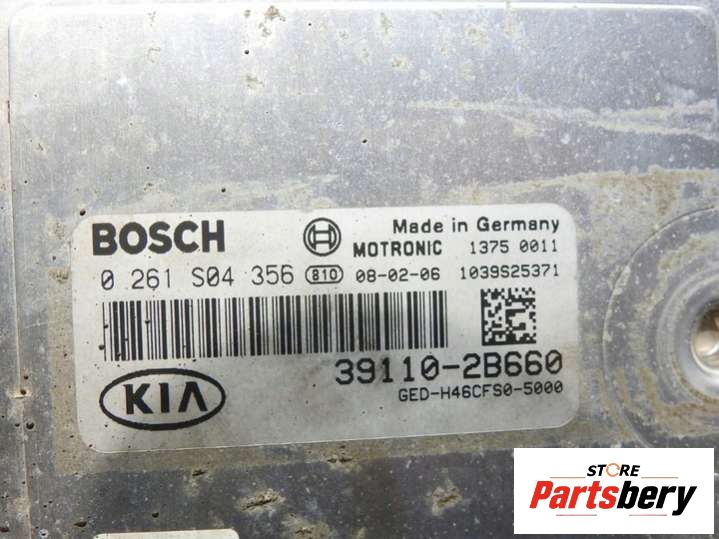 BOSCH
Made in Germany
MOTRONIC 1375 0011
0 261 S04 356 810 08-02-06 1039S25371
39110-2B660
KIA
GED-H46CFS0-5000
STORE
Partsbery